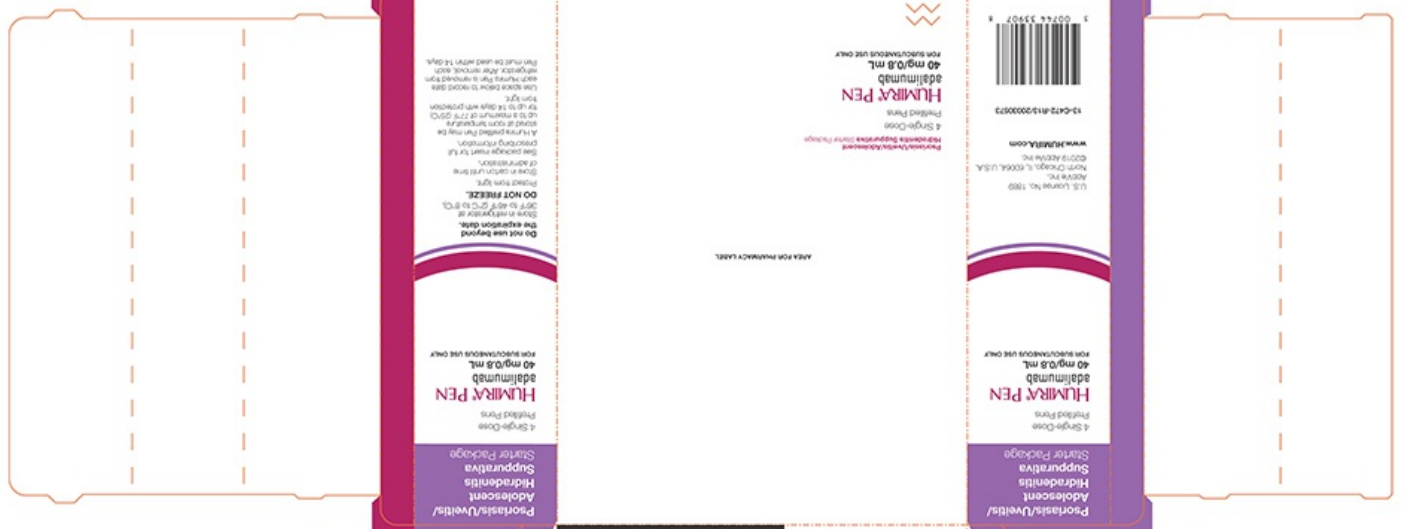 Psoriasis/Uveitis/
Adolescent
Hidradenitis
Suppurativa
Starter Package
4 Single-Dose
Prefilled Pens
HUMIRA® PEN
adalimumab
40 mg/0.8 mL
FOR SUBCUTANEOUS USE ONLY
U.S. License No. 1889
AbbVie Inc.
North Chicago, IL 60064, U.S.A.
©2019 AbbVie Inc.
www.HUMIRA.com
13-C472-R13/20030573
3 00744 33907 8
AREA FOR PHARMACY LABEL
Psoriasis/Uveitis/Adolescent
Hidradenitis Suppurativa Starter Package
4 Single-Dose
Prefilled Pens
HUMIRA® PEN
adalimumab
40 mg/0.8 mL
FOR SUBCUTANEOUS USE ONLY
Psoriasis/Uveitis/
Adolescent
Hidradenitis
Suppurativa
Starter Package
4 Single-Dose
Prefilled Pens
HUMIRA® PEN
adalimumab
40 mg/0.8 mL
FOR SUBCUTANEOUS USE ONLY
Do not use beyond
the expiration date.
Store in refrigerator at
36°F to 46°F (2°C to 8°C).
DO NOT FREEZE.
Protect from light.
Store in carton until time
of administration.
See package insert for full
prescribing information.
A Humira prefilled Pen may be
stored at room temperature
up to a maximum of 77°F (25°C)
for up to 14 days with protection
from light.
Use space below to record date
each Humira Pen is removed from
refrigerator. After removal, each
Pen must be used within 14 days.